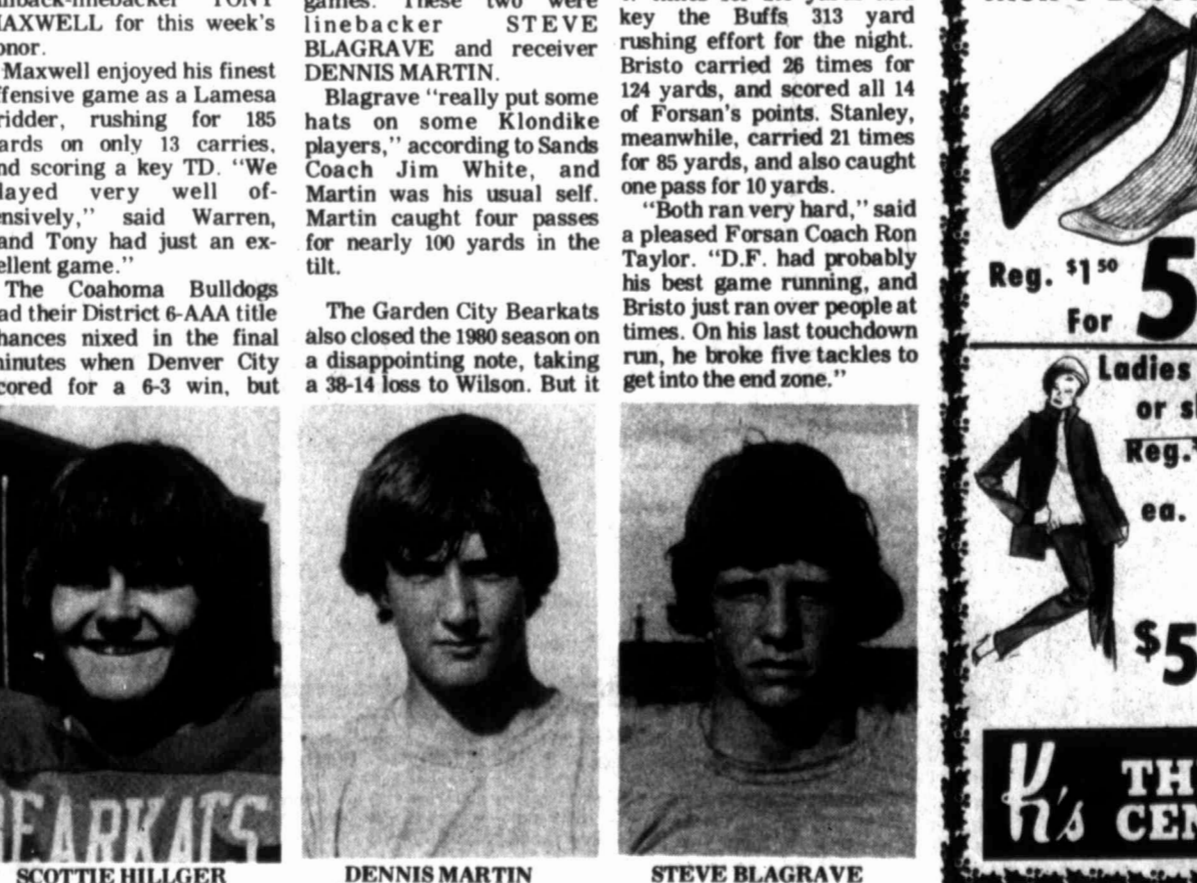 MAXWELL for this week's
onor.
Maxwell enjoyed his finest
ffensive game as a Lamesa
ridder, rushing for 185
ards on only 13 carries,
nd scoring a key TD. "We
layed very well of-
ensively," said Warren,
and Tony had just an ex-
ellent game."
The Coahoma Bulldogs
ad their District 6-AAA title
hances nixed in the final
minutes when Denver City
cored for a 6-3 win, but
games. These two were
linebacker STEVE
BLAGRAVE and receiver
DENNIS MARTIN.
Blagrave "really put some
hats on some Klondike
players," according to Sands
Coach Jim White, and
Martin was his usual self.
Martin caught four passes
for nearly 100 yards in the
tilt.
The Garden City Bearkats
also closed the 1980 season on
a disappointing note, taking
a 38-14 loss to Wilson. But it
key the Buffs 313 yard
rushing effort for the night.
Bristo carried 26 times for
124 yards, and scored all 14
of Forsan's points. Stanley,
meanwhile, carried 21 times
for 85 yards, and also caught
one pass for 10 yards.
"Both ran very hard," said
a pleased Forsan Coach Ron
Taylor. "D.F. had probably
his best game running, and
Bristo just ran over people at
times. On his last touchdown
run, he broke five tackles to
get into the end zone."
BEARKATS
SCOTTIE HILLGER
DENNIS MARTIN
STEVE BLAGRAVE
Reg. $1 50
For 5
Ladies
or s
Reg.
ea.
$5
K's TH
CEN